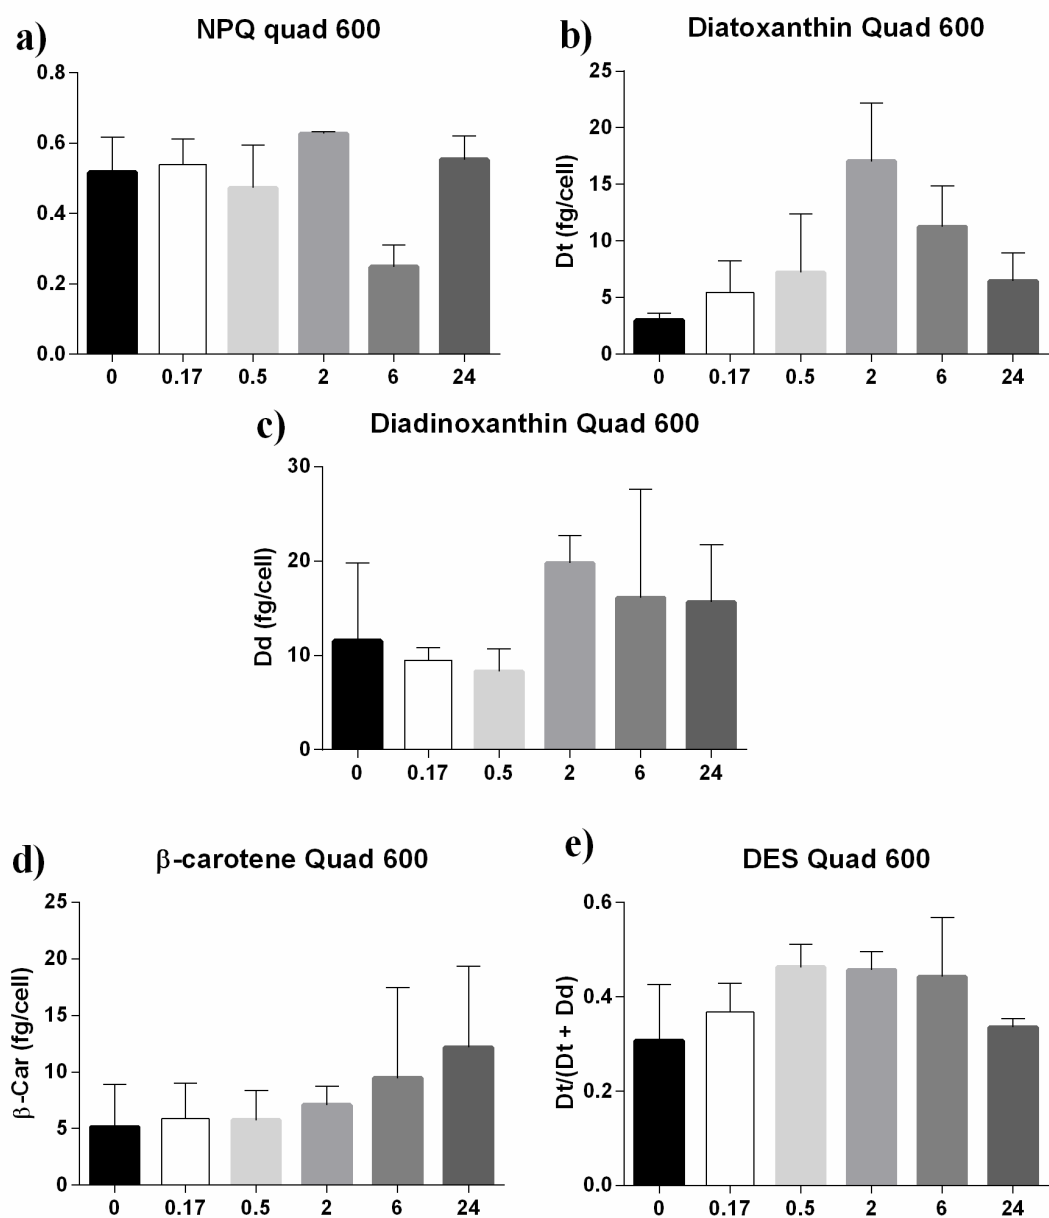 a)
NPQ quad 600
0.8
0.6
0.4
0.2
0.0
0 0.17 0.5 2 6 24
b)
Diatoxanthin Quad 600
Dt (fg/cell)
25
20
15
10
5
0
0 0.17 0.5 2 6 24
c)
Diadinoxanthin Quad 600
Dd (fg/cell)
30
20
10
0
0 0.17 0.5 2 6 24
d)
β-carotene Quad 600
β-Car (fg/cell)
25
20
15
10
5
0
0 0.17 0.5 2 6 24
e)
DES Quad 600
Dt/(Dt + Dd)
0.6
0.4
0.2
0.0
0 0.17 0.5 2 6 24